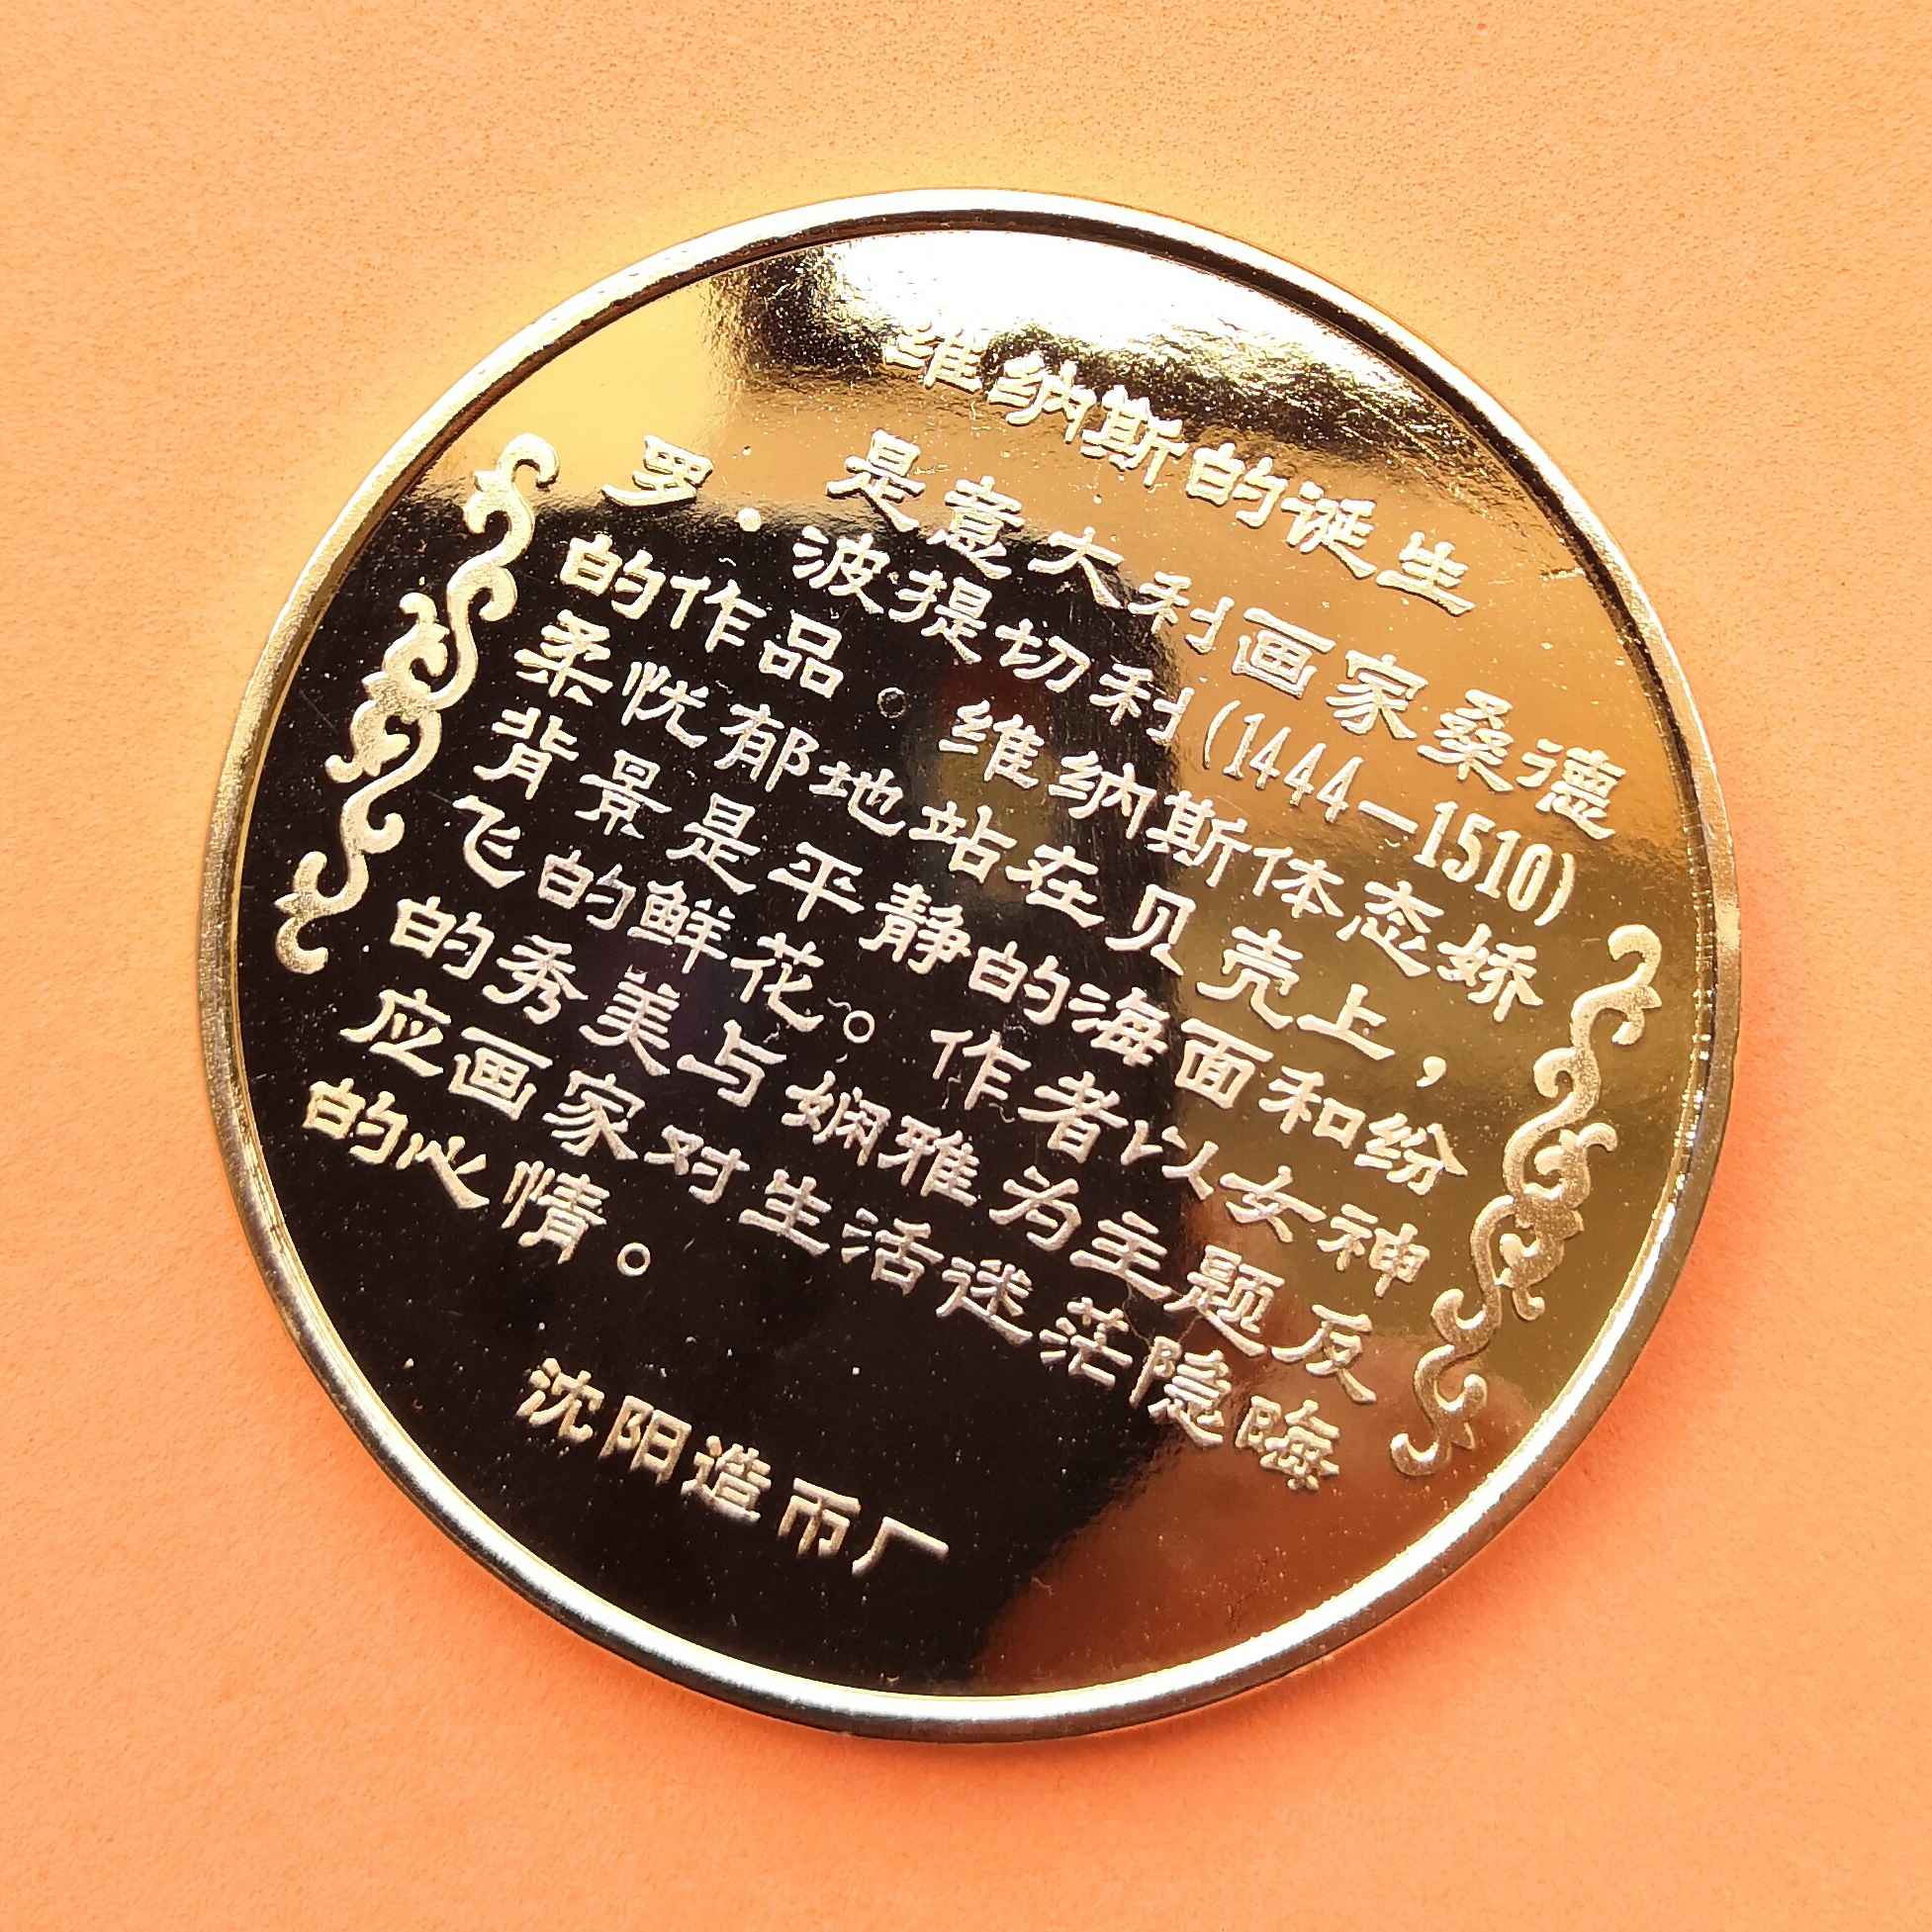 维纳斯的诞生
是意大利画家桑德
罗·波提切利(1444—1510)
的作品。维纳斯体态娇
柔忧郁地站在贝壳上，
背景是平静的海面和纷
飞的鲜花。作者以女神
的秀美与娴雅为主题反
应画家对生活迷茫隐晦
的心情。
沈阳造币厂